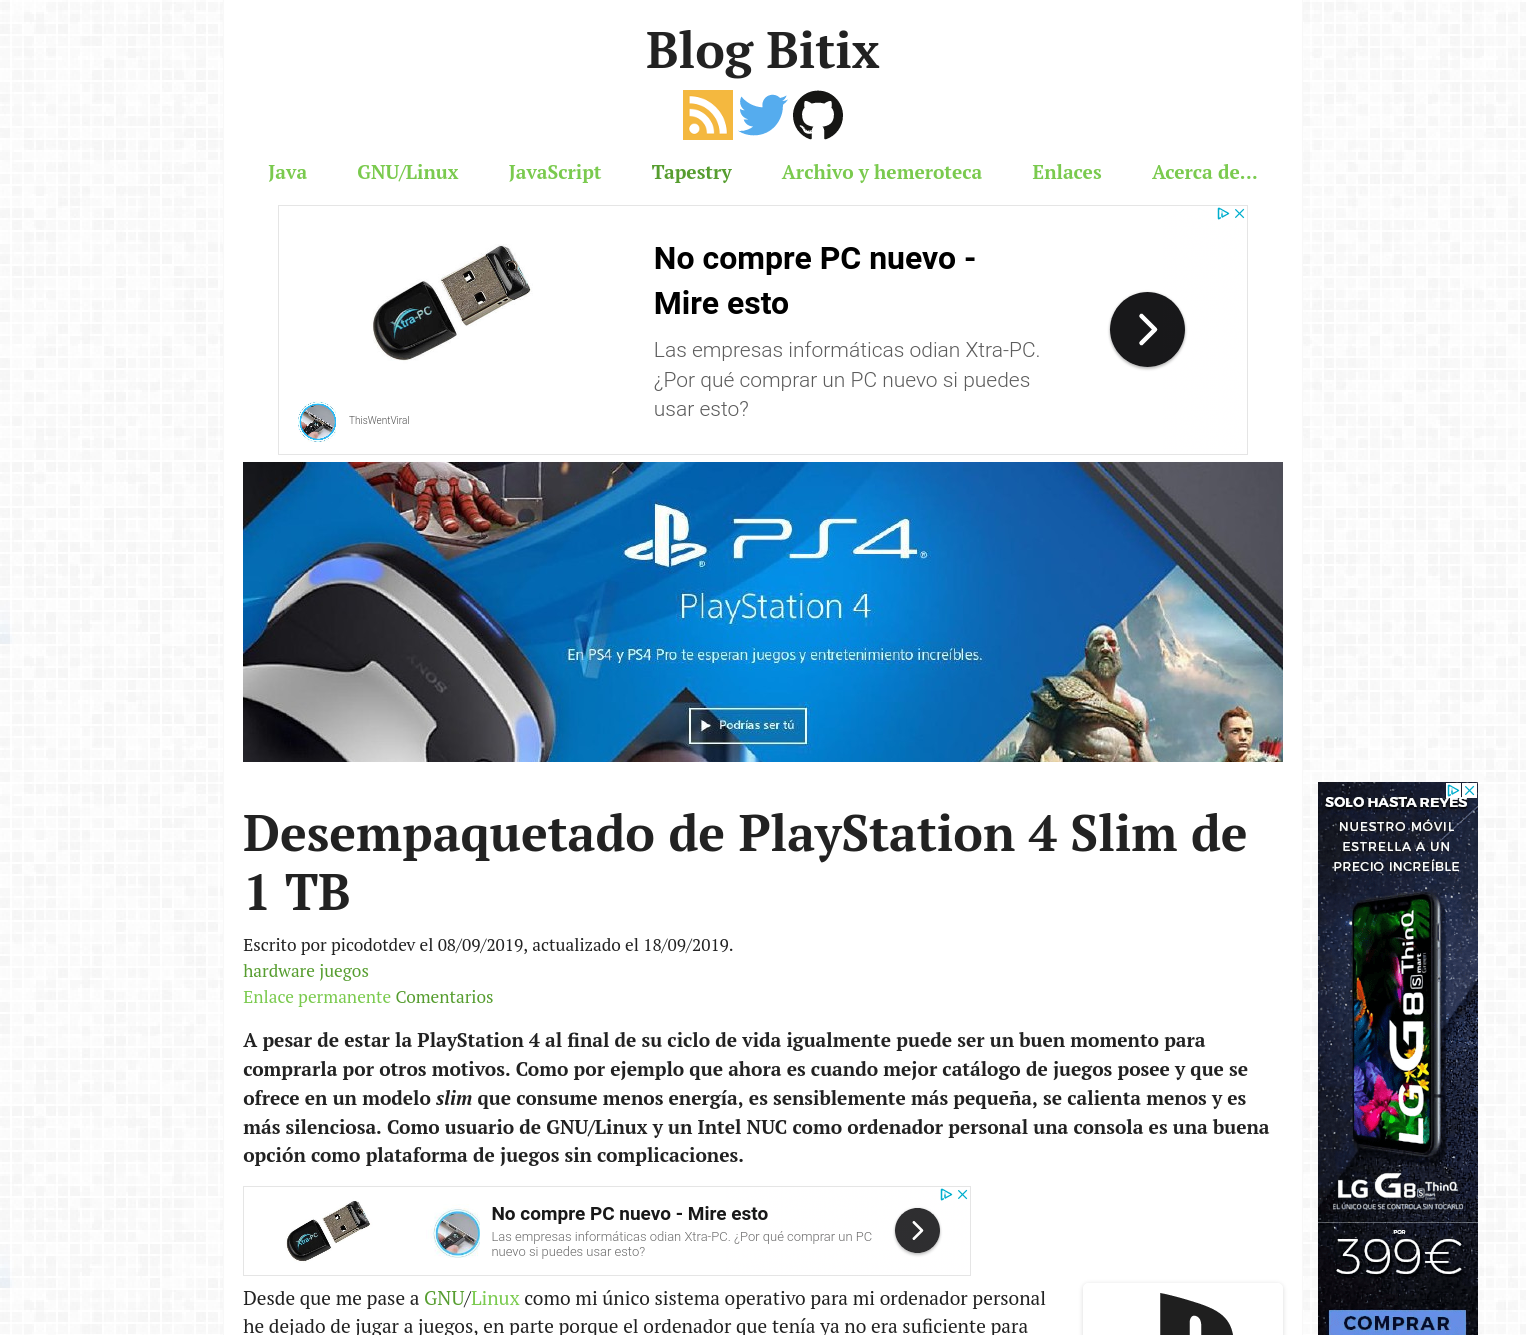 Blog Bitix
Java GNU/Linux JavaScript Tapestry Archivo y hemeroteca Enlaces Acerca de...
Xtra-PC
No compre PC nuevo -
Mire esto
Las empresas informáticas odian Xtra-PC.
¿Por qué comprar un PC nuevo si puedes
usar esto?
ThisWentViral
PS4
PlayStation 4
En PS4 y PS4 Pro te esperan juegos y entretenimiento increíbles.
SONY
Podrías ser tú
Desempaquetado de PlayStation 4 Slim de
1 TB
Escrito por picodotdev el 08/09/2019, actualizado el 18/09/2019.
hardware juegos
Enlace permanente Comentarios
A pesar de estar la PlayStation 4 al final de su ciclo de vida igualmente puede ser un buen momento para
comprarla por otros motivos. Como por ejemplo que ahora es cuando mejor catálogo de juegos posee y que se
ofrece en un modelo slim que consume menos energía, es sensiblemente más pequeña, se calienta menos y es
más silenciosa. Como usuario de GNU/Linux y un Intel NUC como ordenador personal una consola es una buena
opción como plataforma de juegos sin complicaciones.
No compre PC nuevo - Mire esto
Las empresas informáticas odian Xtra-PC. ¿Por qué comprar un PC
nuevo si puedes usar esto?
Desde que me pase a GNU/Linux como mi único sistema operativo para mi ordenador personal
he dejado de jugar a juegos, en parte porque el ordenador que tenía ya no era suficiente para
SOLO HASTA REYES
NUESTRO MÓVIL
ESTRELLA A UN
PRECIO INCREÍBLE
LG G8S ThinQ
LG G8S ThinQ
EL ÚNICO QUE SE CONTROLA SIN TOCARLO
POR
399€
COMPRAR